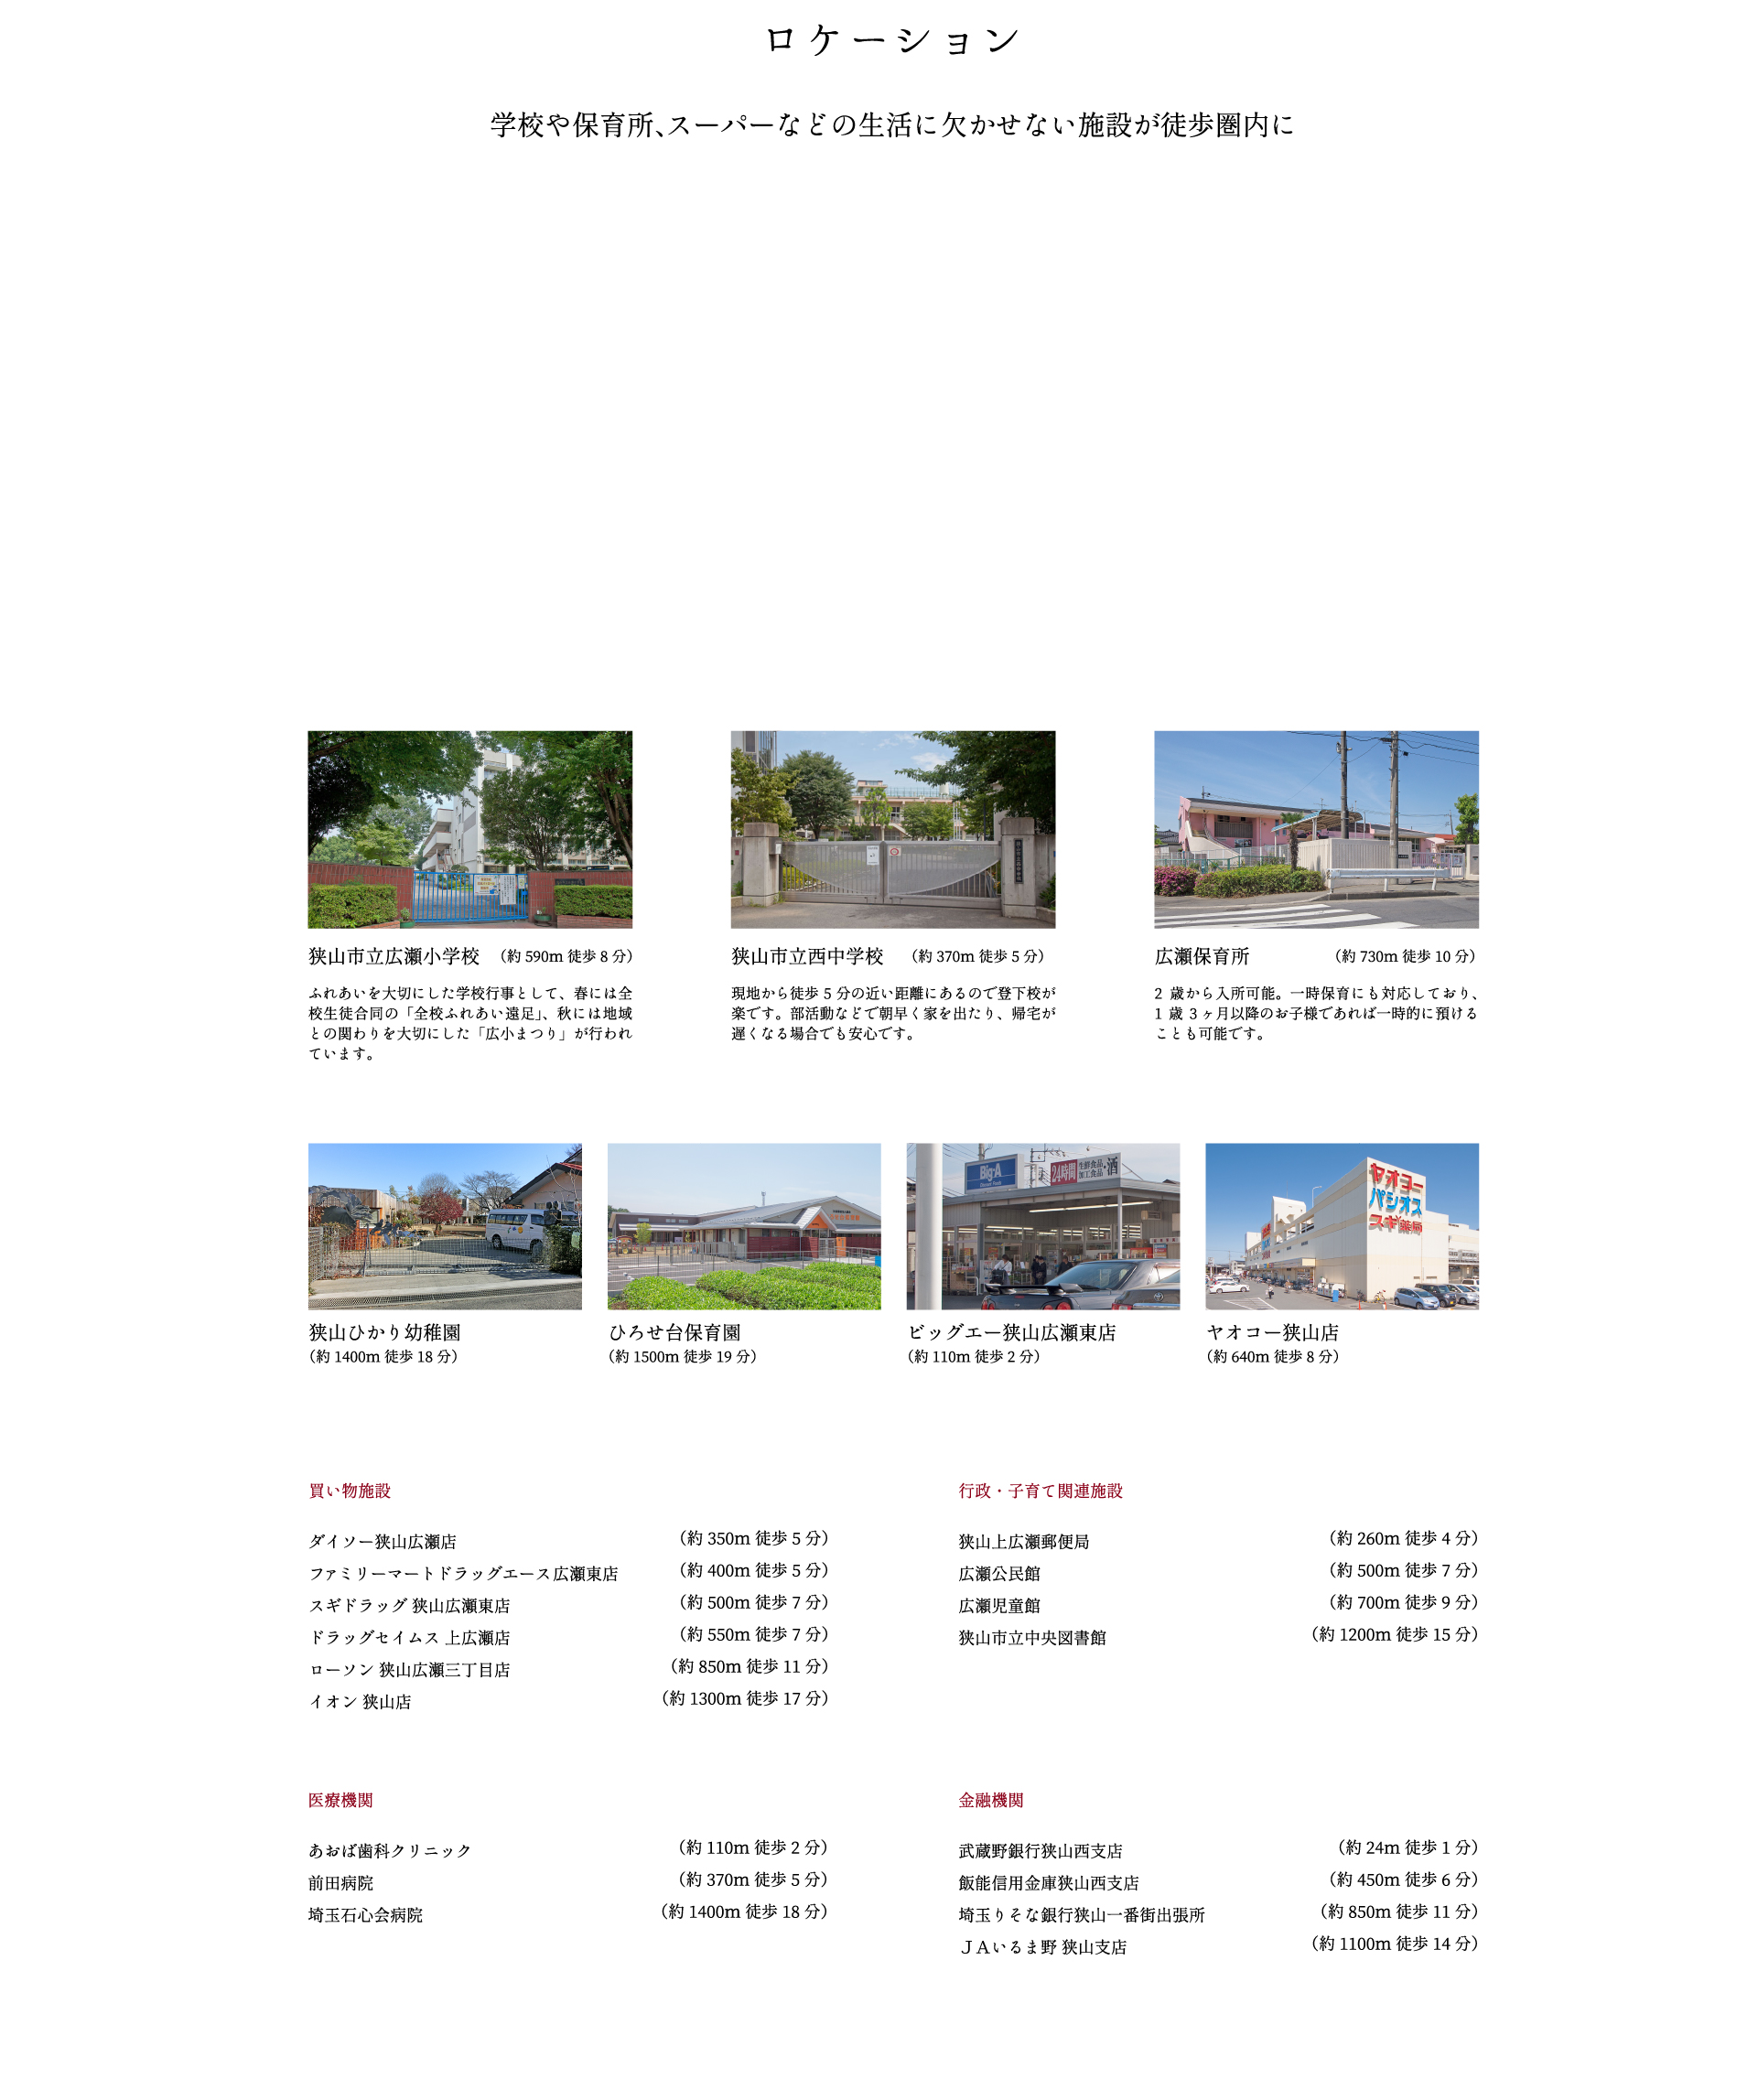 ロケーション
学校や保育所、スーパーなどの生活に欠かせない施設が徒歩圏内に
狭山市立広瀬小学校 （約 590m 徒歩 8 分）
ふれあいを大切にした学校行事として、春には全
校生徒合同の「全校ふれあい遠足」、秋には地域
との関わりを大切にした「広小まつり」が行われ
ています。
狭山市立西中学校 （約 370m 徒歩 5 分）
現地から徒歩 5 分の近い距離にあるので登下校が
楽です。部活動などで朝早く家を出たり、帰宅が
遅くなる場合でも安心です。
広瀬保育所 （約 730m 徒歩 10 分）
2 歳から入所可能。一時保育にも対応しており、
1 歳 3 ヶ月以降のお子様であれば一時的に預ける
ことも可能です。
Big-A
24時間
生鮮食品
加工食品
・酒
ヤオコー
パシオス
スギ薬局
狭山ひかり幼稚園
（約 1400m 徒歩 18 分）
ひろせ台保育園
（約 1500m 徒歩 19 分）
ビッグエー狭山広瀬東店
（約 110m 徒歩 2 分）
ヤオコー狭山店
（約 640m 徒歩 8 分）
買い物施設
ダイソー狭山広瀬店 （約 350m 徒歩 5 分）
ファミリーマートドラッグエース広瀬東店 （約 400m 徒歩 5 分）
スギドラッグ 狭山広瀬東店 （約 500m 徒歩 7 分）
ドラッグセイムス 上広瀬店 （約 550m 徒歩 7 分）
ローソン 狭山広瀬三丁目店 （約 850m 徒歩 11 分）
イオン 狭山店 （約 1300m 徒歩 17 分）
行政・子育て関連施設
狭山上広瀬郵便局 （約 260m 徒歩 4 分）
広瀬公民館 （約 500m 徒歩 7 分）
広瀬児童館 （約 700m 徒歩 9 分）
狭山市立中央図書館 （約 1200m 徒歩 15 分）
医療機関
あおば歯科クリニック （約 110m 徒歩 2 分）
前田病院 （約 370m 徒歩 5 分）
埼玉石心会病院 （約 1400m 徒歩 18 分）
金融機関
武蔵野銀行狭山西支店 （約 24m 徒歩 1 分）
飯能信用金庫狭山西支店 （約 450m 徒歩 6 分）
埼玉りそな銀行狭山一番街出張所 （約 850m 徒歩 11 分）
ＪＡいるま野 狭山支店 （約 1100m 徒歩 14 分）